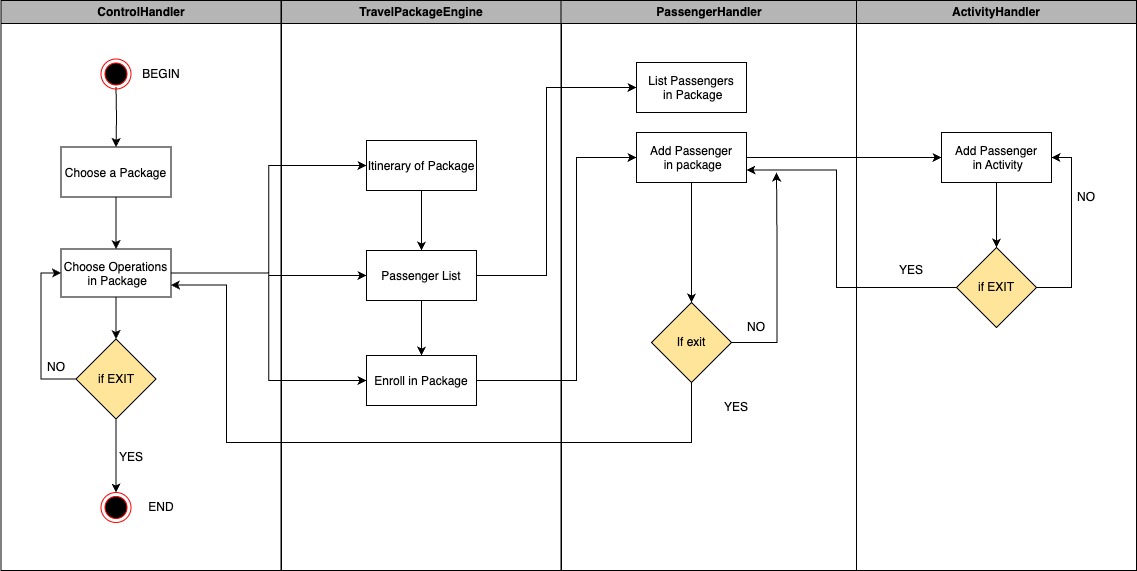 ControlHandler
TravelPackageEngine
PassengerHandler
ActivityHandler
BEGIN
Choose a Package
Choose Operations
in Package
NO
if EXIT
YES
END
Itinerary of Package
Passenger List
Enroll in Package
List Passengers
in Package
Add Passenger
in package
NO
If exit
YES
Add Passenger
in Activity
NO
YES
if EXIT